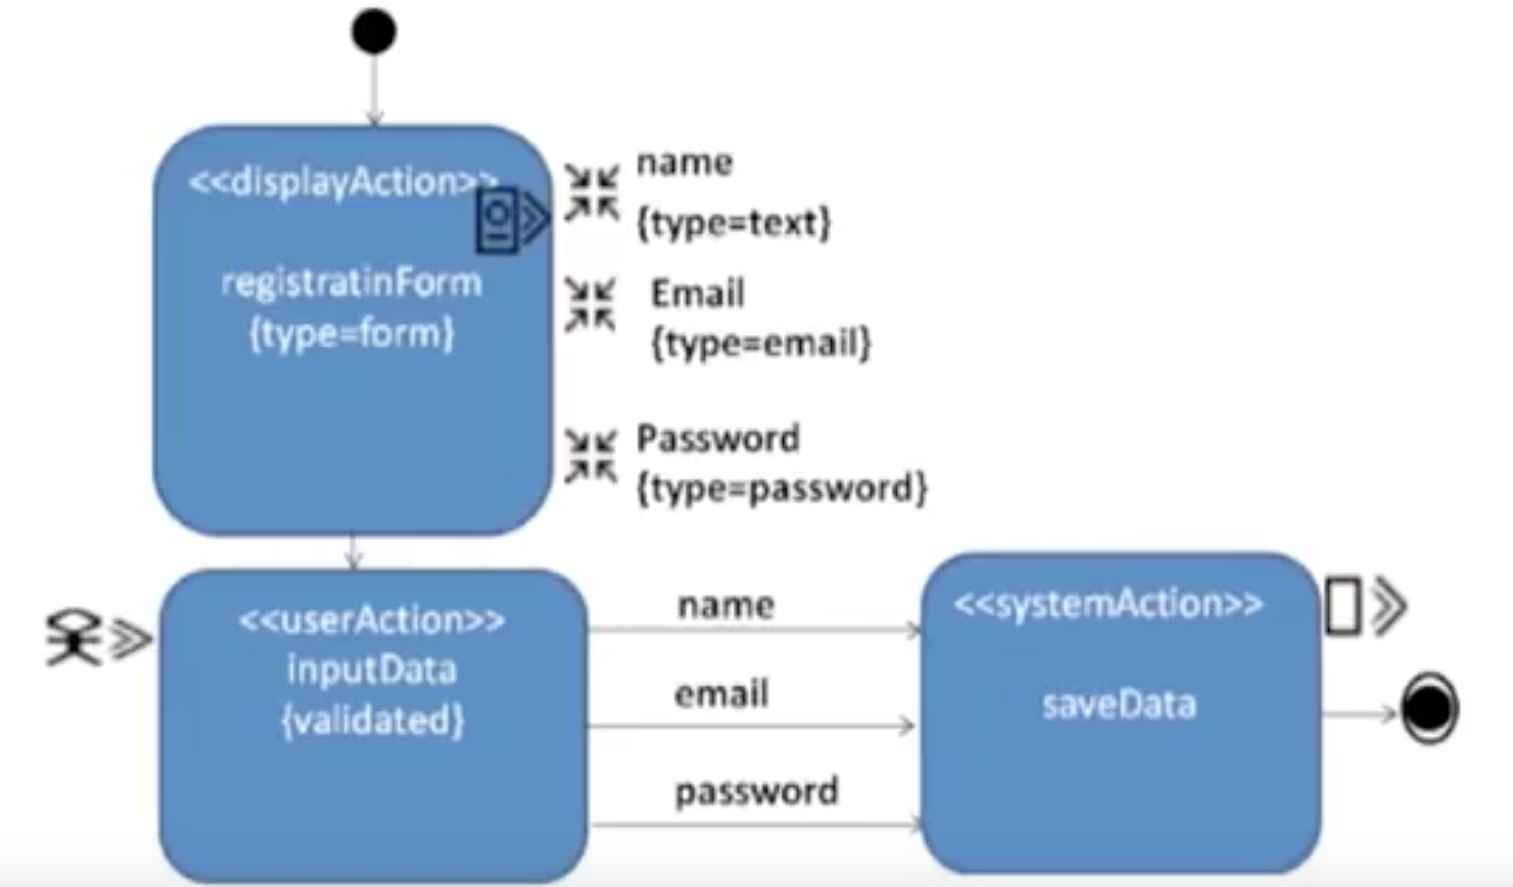 <<displayAction>>
registratinForm
{type=form}
name
{type=text}
Email
{type=email}
Password
{type=password}
<<userAction>>
inputData
{validated}
name
email
password
<<systemAction>>
saveData